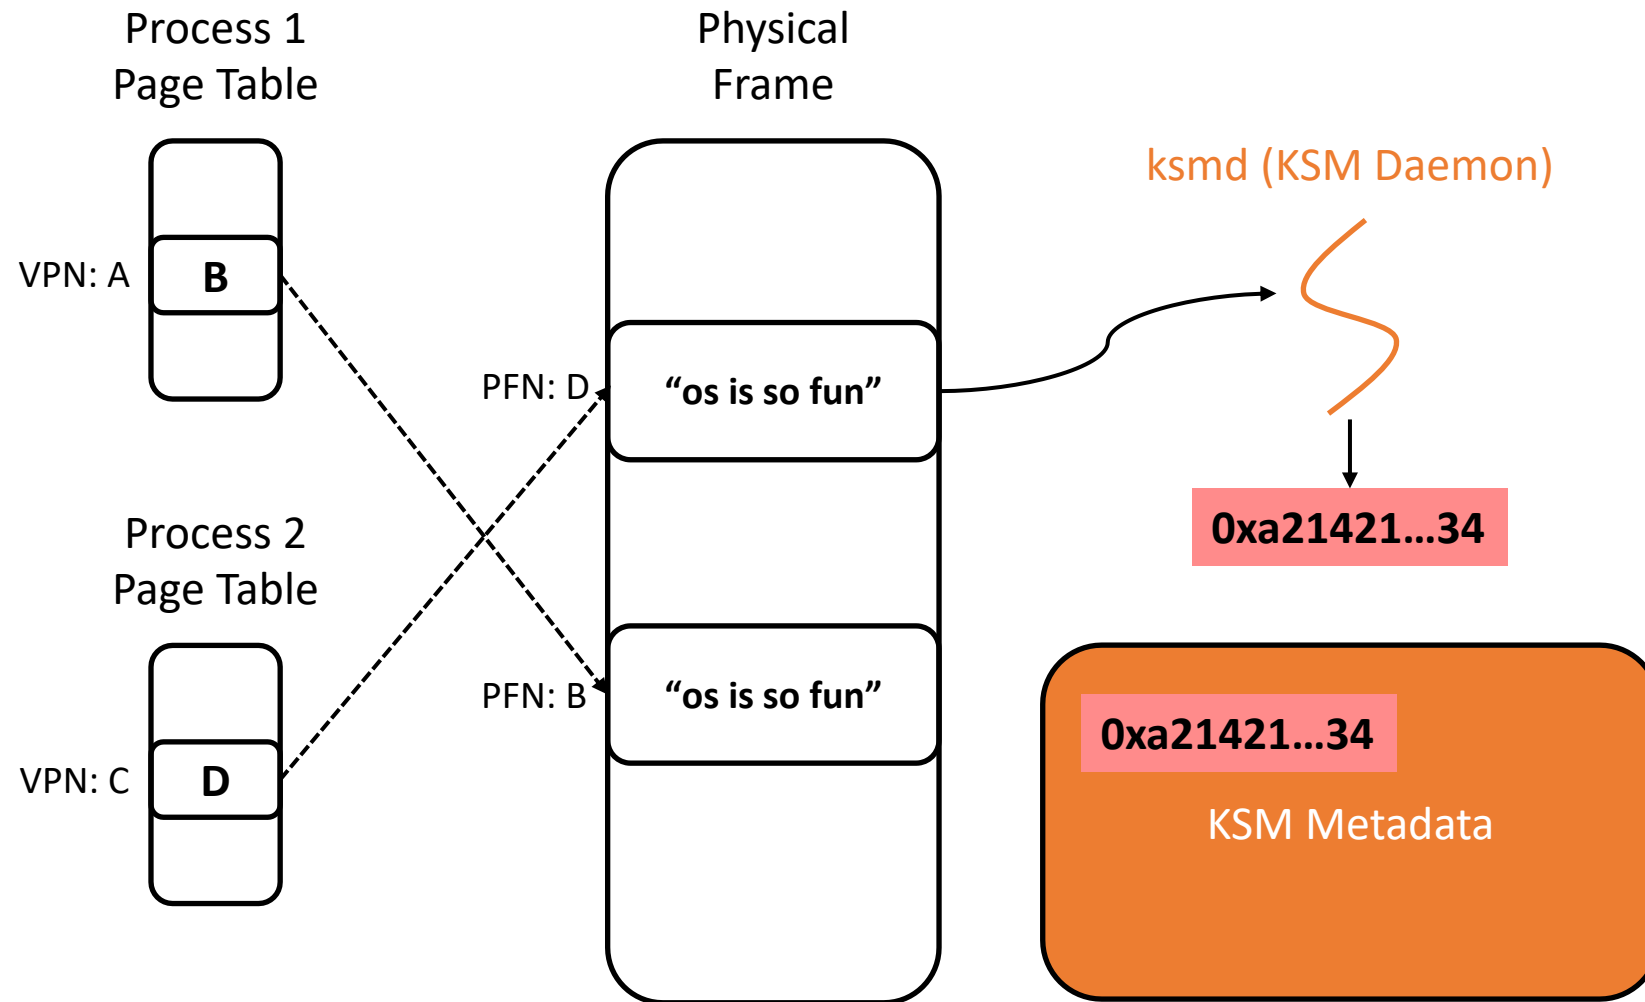 Process 1
Page Table
VPN: A
B
Process 2
Page Table
VPN: C
D
Physical
Frame
PFN: D
“os is so fun”
PFN: B
“os is so fun”
ksmd (KSM Daemon)
0xa21421...34
0xa21421...34
KSM Metadata